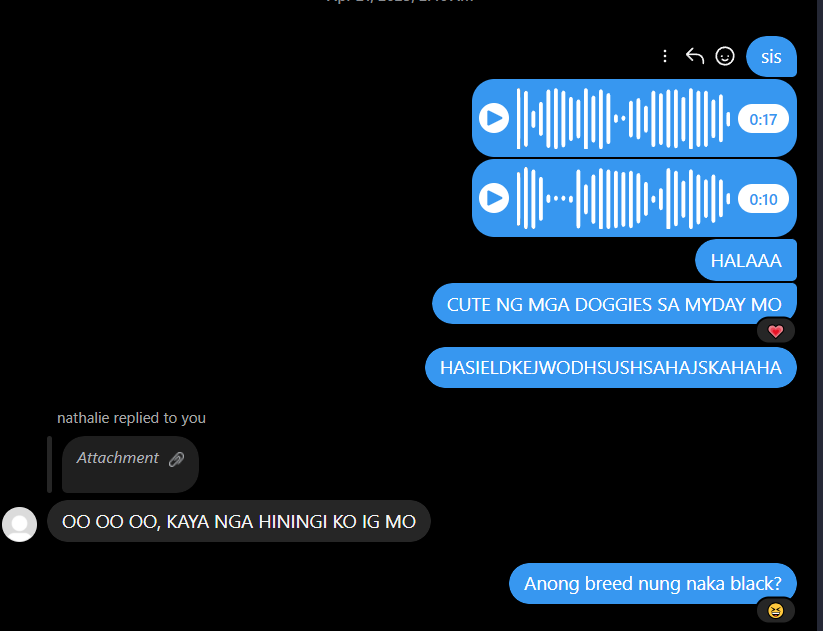 sis
0:17
0:10
HALAAA
CUTE NG MGA DOGGIES SA MYDAY MO
HASIELDKEJWODHSUSHSAHAJSKAHAHA
nathalie replied to you
Attachment
OO OO OO, KAYA NGA HININGI KO IG MO
Anong breed nung naka black?